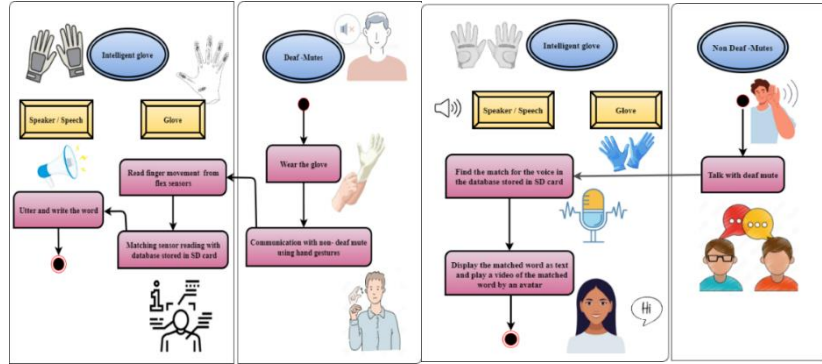 Intelligent glove
Deaf -Mutes
Speaker / Speech
Glove
Wear the glove
Read finger movement from
flex sensors
Utter and write the word
Matching sensor reading with
database stored in SD card
Communication with non- deaf mute
using hand gestures
Intelligent glove
Non Deaf -Mutes
Speaker / Speech
Glove
Find the match for the voice in
the database stored in SD card
Talk with deaf mute
Display the matched word as text
and play a video of the matched
word by an avatar
Hi